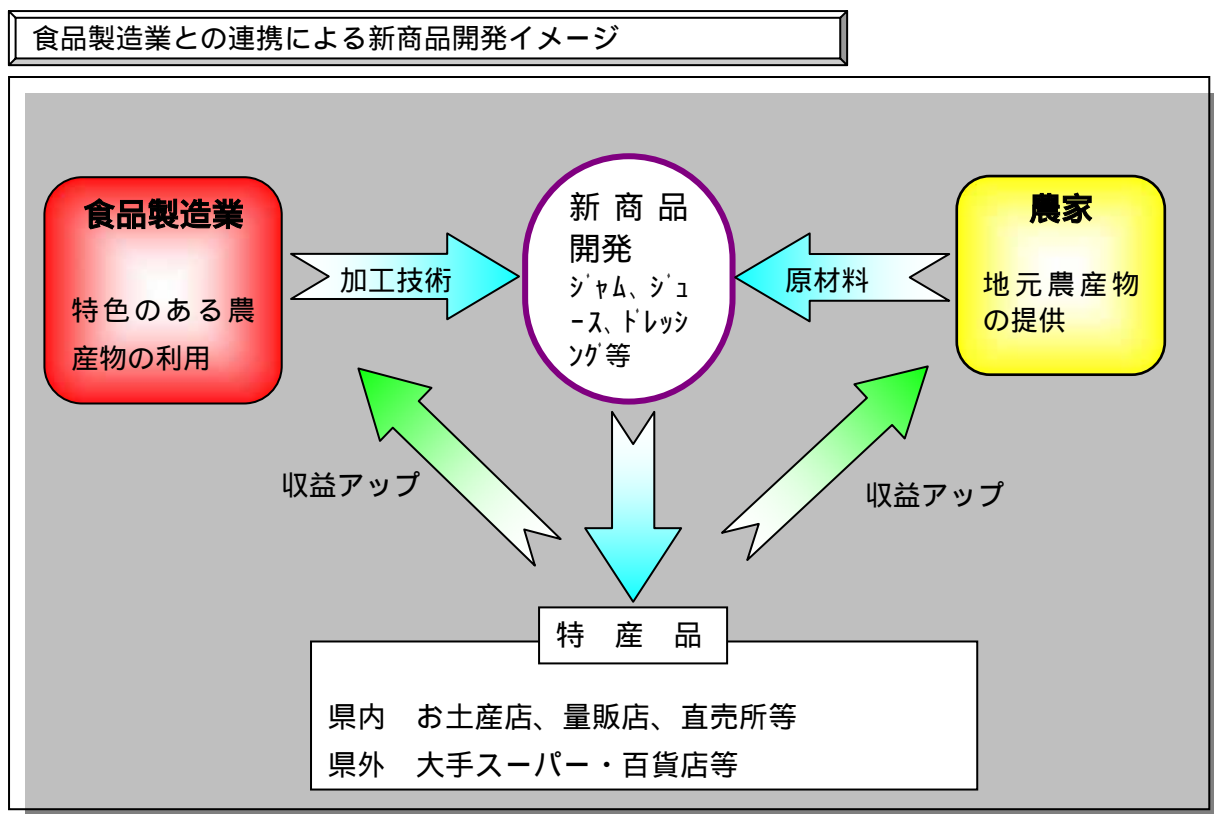 食品製造業との連携による新商品開発イメージ
食品製造業
特色のある農
産物の利用
加工技術
新商品
開発
ｼﾞｬﾑ、ｼﾞｭ
ｰｽ、ﾄﾞﾚｯｼ
ﾝｸﾞ等
原材料
農家
地元農産物
の提供
収益アップ
収益アップ
特産品
県内　お土産店、量販店、直売所等
県外　大手スーパー・百貨店等